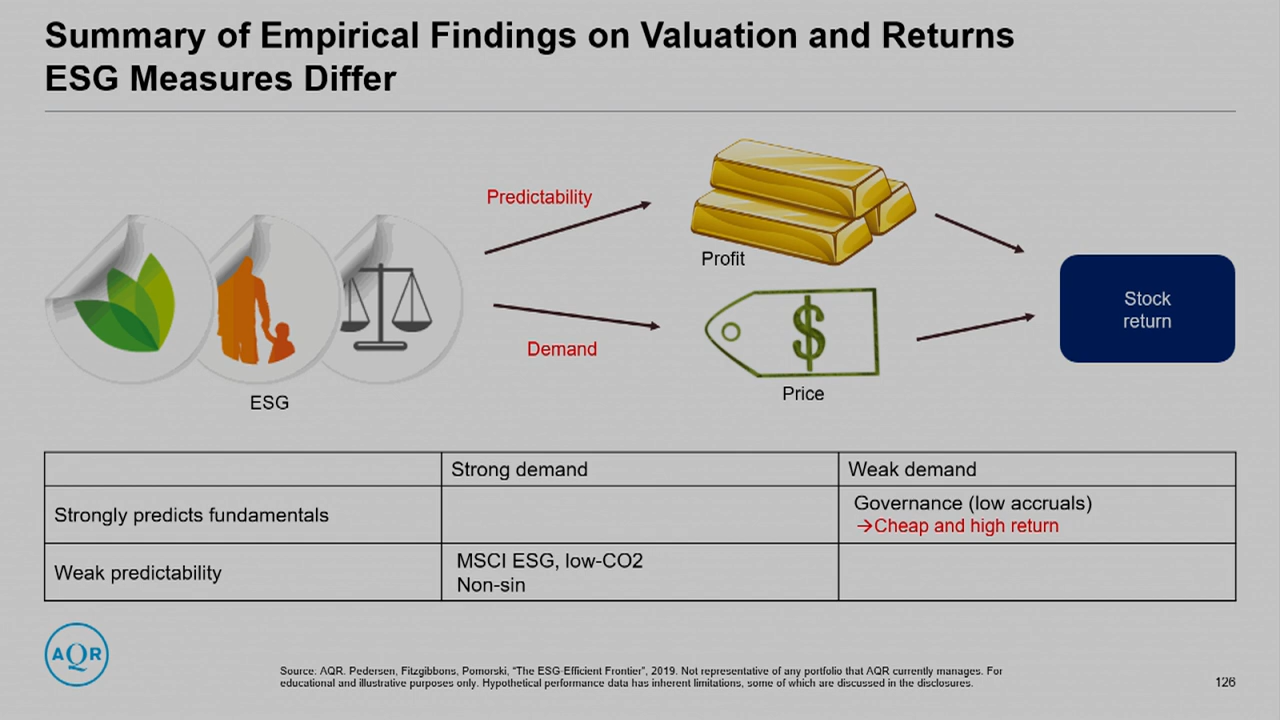 Summary of Empirical Findings on Valuation and Returns
ESG Measures Differ
Predictability
Profit
Stock
return
$
Demand
Price
ESG
Strong demand
Weak demand
Strongly predicts fundamentals
Governance (low accruals)
→Cheap and high return
Weak predictability
MSCI ESG, low-CO2
Non-sin
AQR
Source: AQR. Pedersen, Fitzgibbons, Pomorski, “The ESG-Efficient Frontier”, 2019. Not representative of any portfolio that AQR currently manages. For
educational and illustrative purposes only. Hypothetical performance data has inherent limitations, some of which are discussed in the disclosures.
126